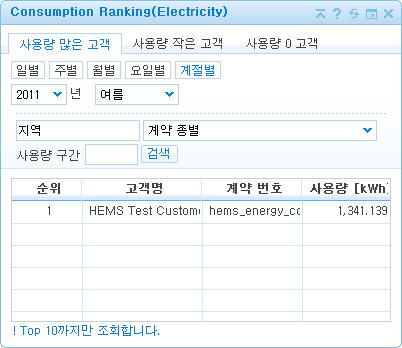 Consumption Ranking(Electricity)
사용량 많은 고객 사용량 작은 고객 사용량 0 고객
일별 주별 월별 요일별 계절별
2011 년 여름
지역 계약 종별
사용량 구간 검색
순위 고객명 계약 번호 사용량 [kWh]
1 HEMS Test Custome hems_energy_co 1,341.139
! Top 10까지만 조회합니다.